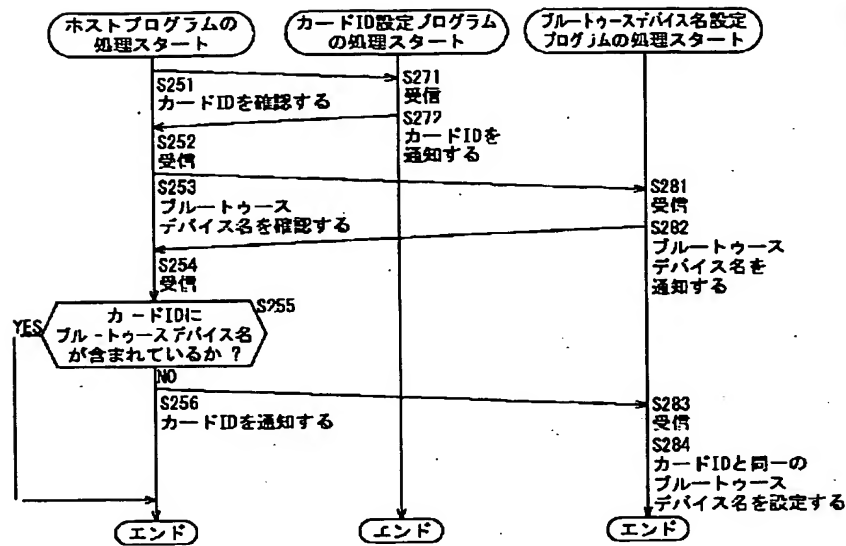 ホストプログラムの
処理スタート
カードID設定プログラム
の処理スタート
ブルートゥースデバイス名設定
プログラムの処理スタート
S251
カードIDを確認する
S271
受信
S272
カードIDを
通知する
S252
受信
S253
ブルートゥース
デバイス名を確認する
S281
受信
S282
ブルートゥース
デバイス名を
通知する
S254
受信
S255
カードIDに
ブルートゥースデバイス名
が含まれているか ?
YES
NO
S256
カードIDを通知する
S283
受信
S284
カードIDと同一の
ブルートゥース
デバイス名を設定する
エンド
エンド
エンド